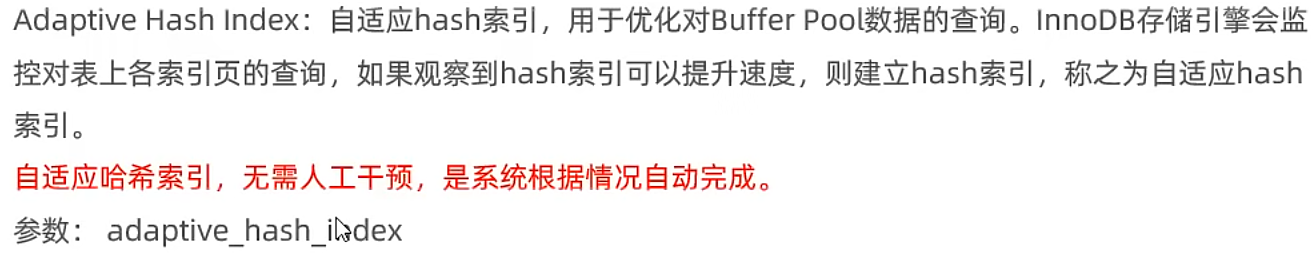 Adaptive Hash Index：自适应hash索引，用于优化对Buffer Pool数据的查询。InnoDB存储引擎会监
控对表上各索引页的查询，如果观察到hash索引可以提升速度，则建立hash索引，称之为自适应hash
索引。
自适应哈希索引，无需人工干预，是系统根据情况自动完成。
参数： adaptive_hash_index